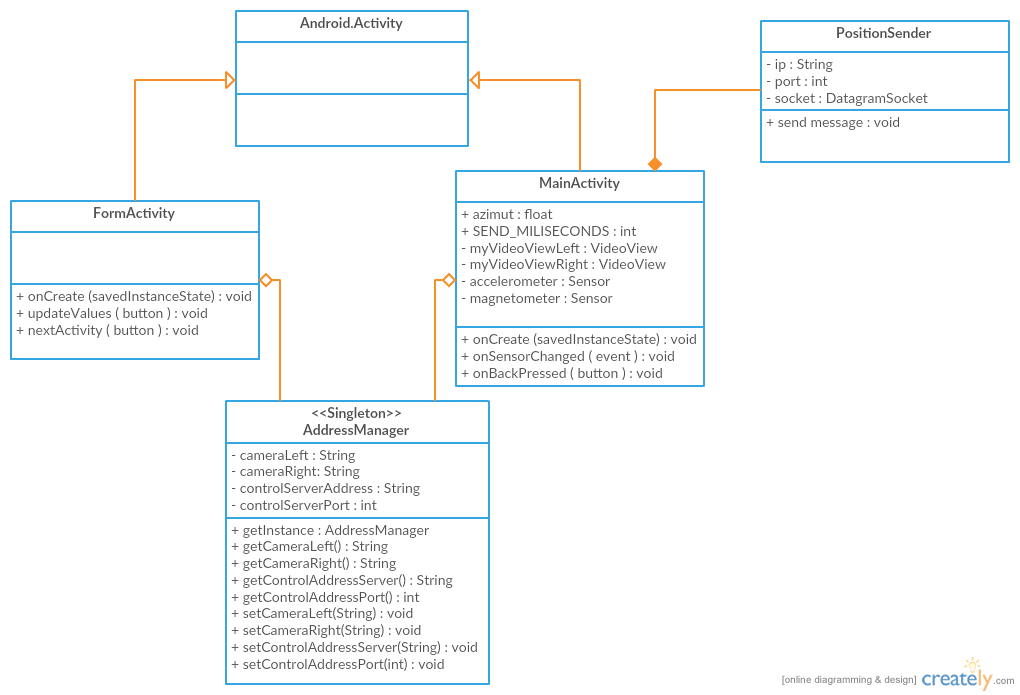 Android.Activity
PositionSender
- ip : String
- port : int
- socket : DatagramSocket
+ send message : void
MainActivity
+ azimut : float
+ SEND_MILISECONDS : int
- myVideoViewLeft : VideoView
- myVideoViewRight : VideoView
- accelerometer : Sensor
- magnetometer : Sensor
+ onCreate (savedInstanceState) : void
+ onSensorChanged ( event ) : void
+ onBackPressed ( button ) : void
FormActivity
+ onCreate (savedInstanceState) : void
+ updateValues ( button ) : void
+ nextActivity ( button ) : void
<<Singleton>>
AddressManager
- cameraLeft : String
- cameraRight: String
- controlServerAddress : String
- controlServerPort : int
+ getInstance : AddressManager
+ getCameraLeft() : String
+ getCameraRight() : String
+ getControlAddressServer() : String
+ getControlAddressPort() : int
+ setCameraLeft(String) : void
+ setCameraRight(String) : void
+ setControlAddressServer(String) : void
+ setControlAddressPort(int) : void
[online diagramming & design] creately.com